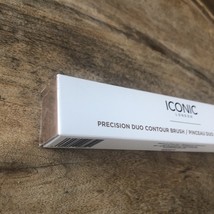 ICONIC
LONDON
PRECISION DUO CONTOUR BRUSH / PINCEAU DUO